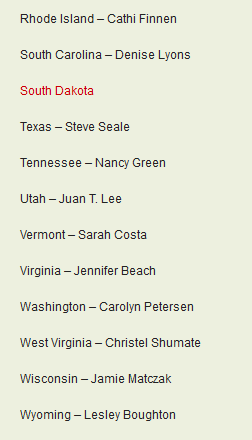 Rhode Island – Cathi Finnen
South Carolina – Denise Lyons
South Dakota
Texas – Steve Seale
Tennessee – Nancy Green
Utah – Juan T. Lee
Vermont – Sarah Costa
Virginia – Jennifer Beach
Washington – Carolyn Petersen
West Virginia – Christel Shumate
Wisconsin – Jamie Matczak
Wyoming – Lesley Boughton